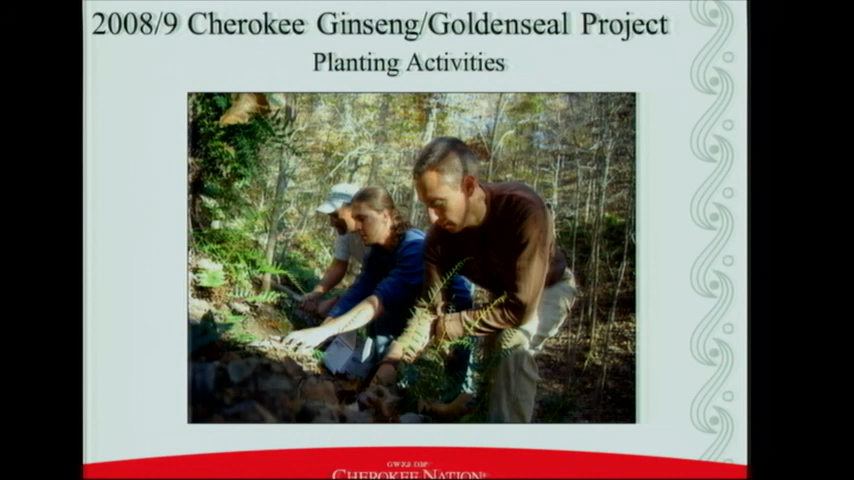 2008/9 Cherokee Ginseng/Goldenseal Project
Planting Activities
CHEROKEE NATION